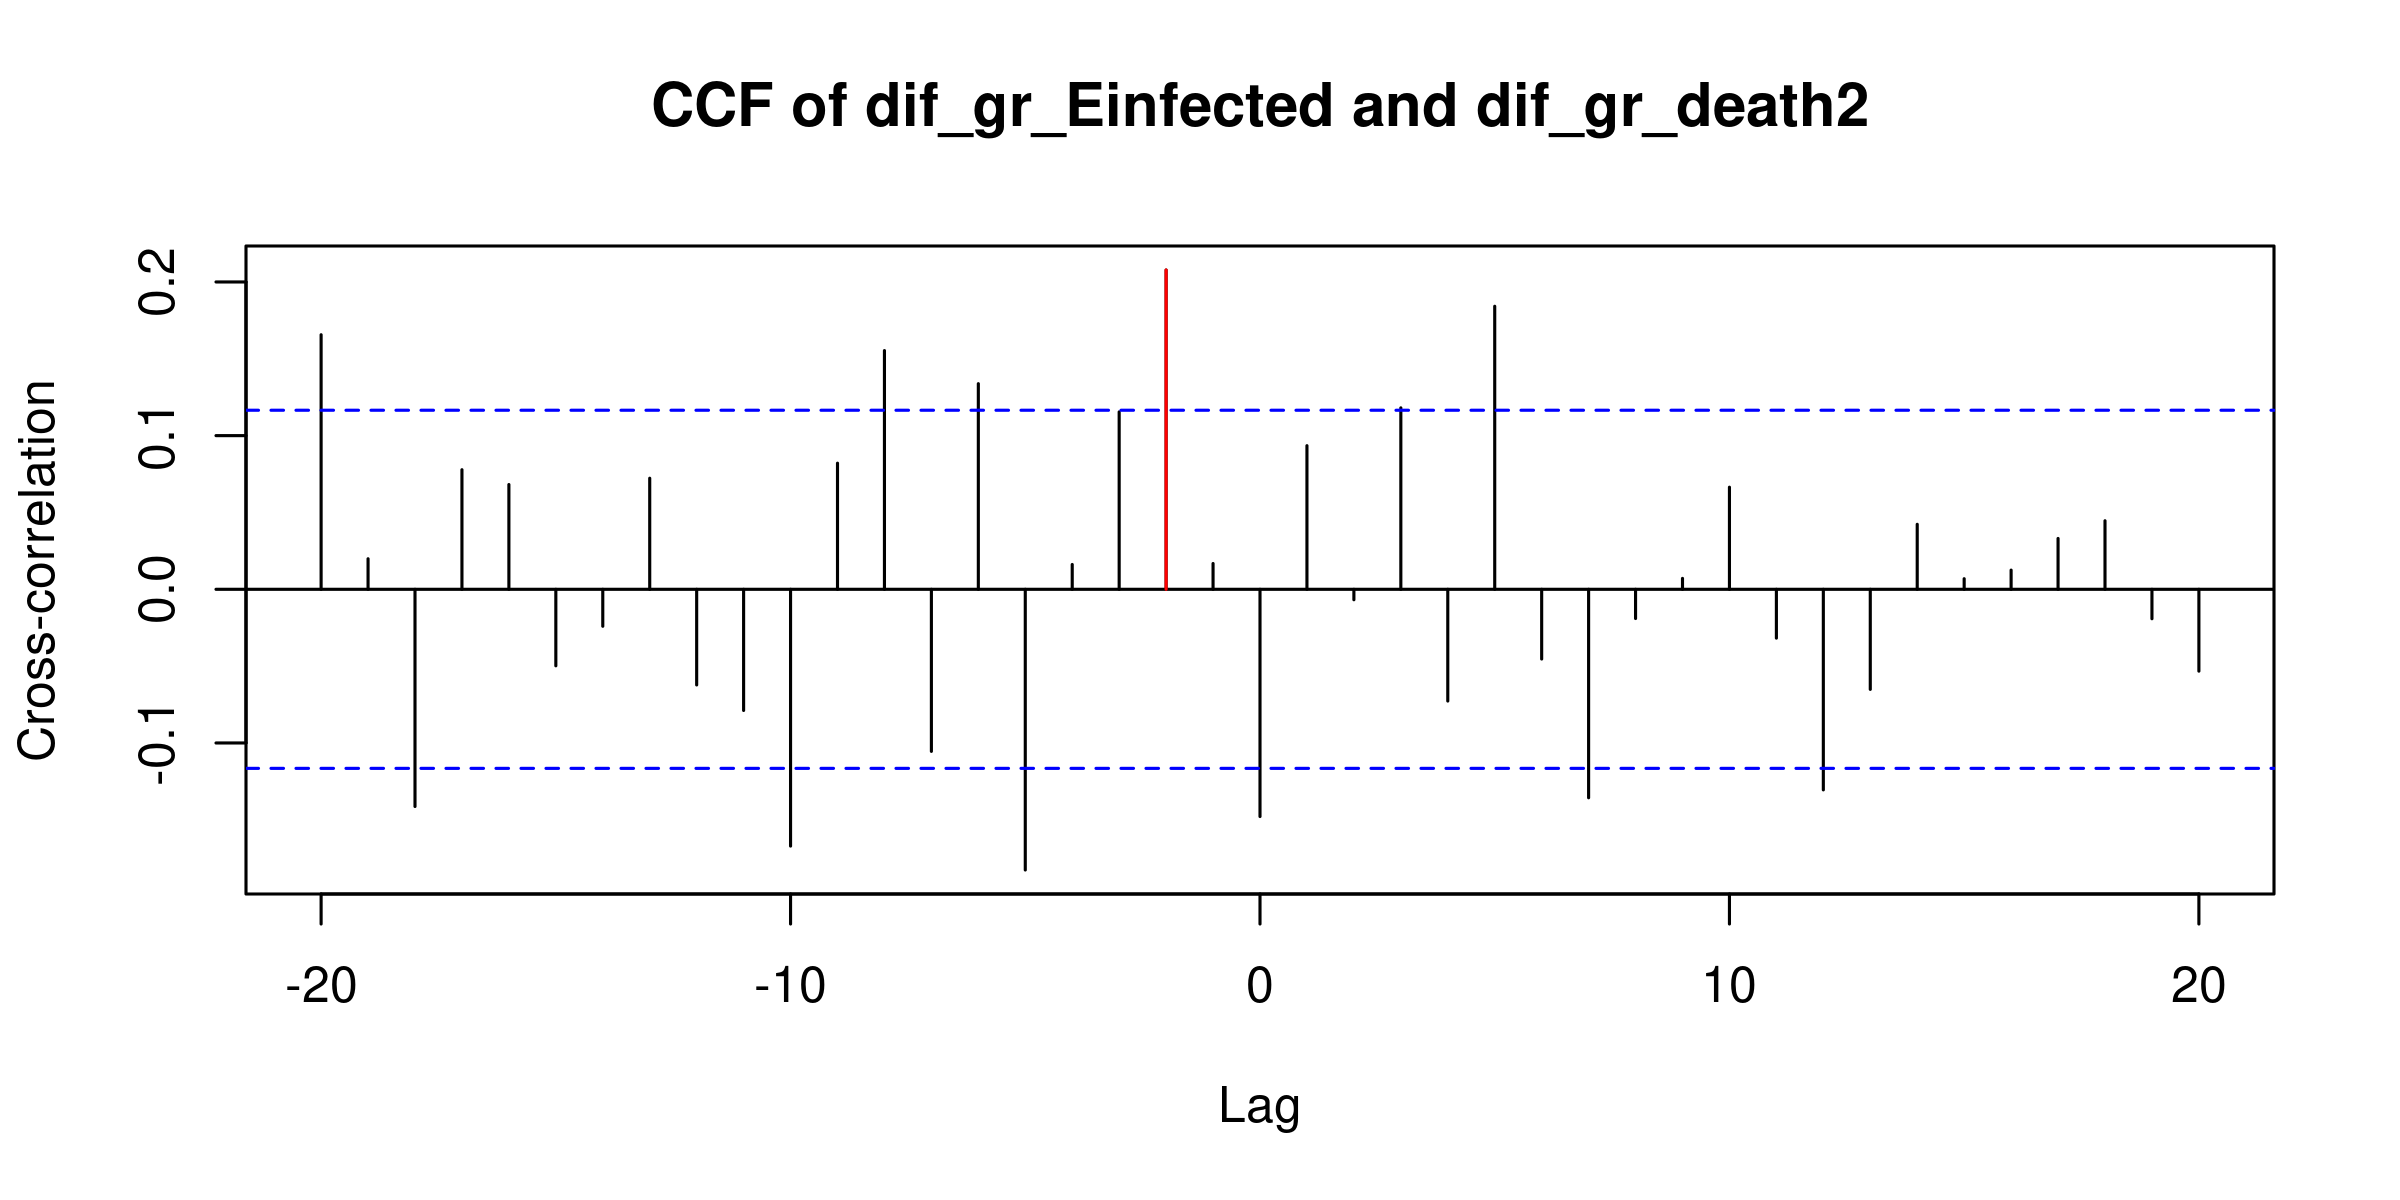 CCF of dif_gr_Einfected and dif_gr_death2
Cross-correlation
0.2
0.1
0.0
-0.1
-20 -10 0 10 20
Lag